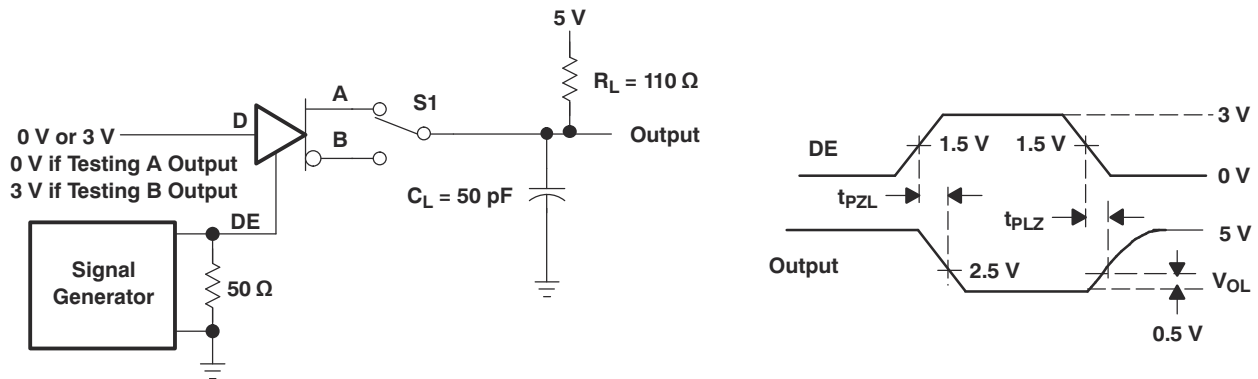 5 V
R_L = 110 Ω
A
S1
D
0 V or 3 V
B
Output
0 V if Testing A Output
3 V if Testing B Output
C_L = 50 pF
DE
Signal
Generator
50 Ω
3 V
DE
1.5 V
1.5 V
0 V
t_PZL
t_PLZ
5 V
Output
2.5 V
V_OL
0.5 V